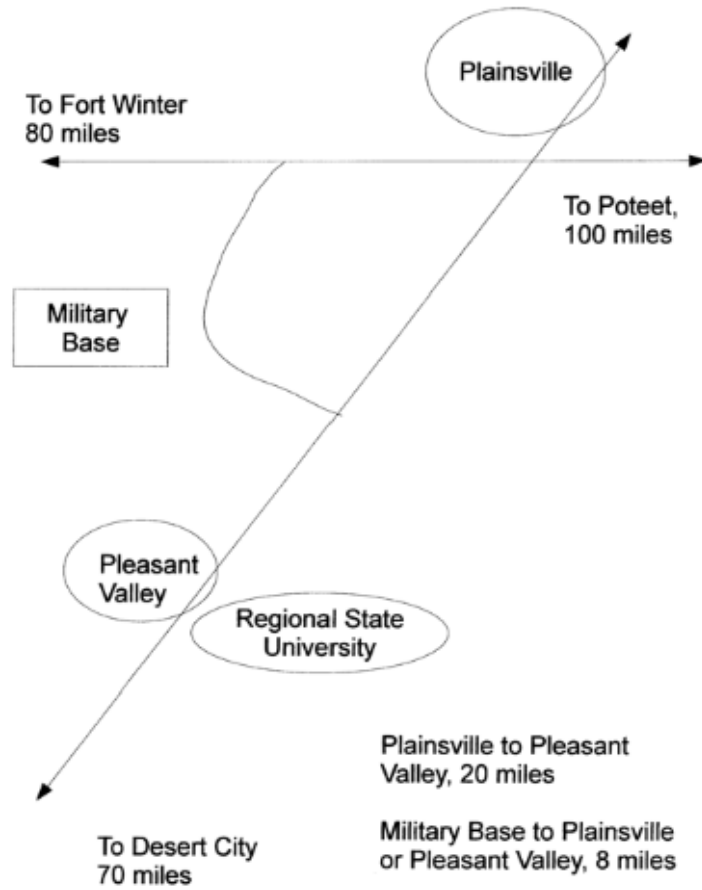 Plainsville
To Fort Winter
80 miles
To Poteet,
100 miles
Military
Base
Pleasant
Valley
Regional State
University
Plainsville to Pleasant
Valley, 20 miles
To Desert City
70 miles
Military Base to Plainsville
or Pleasant Valley, 8 miles